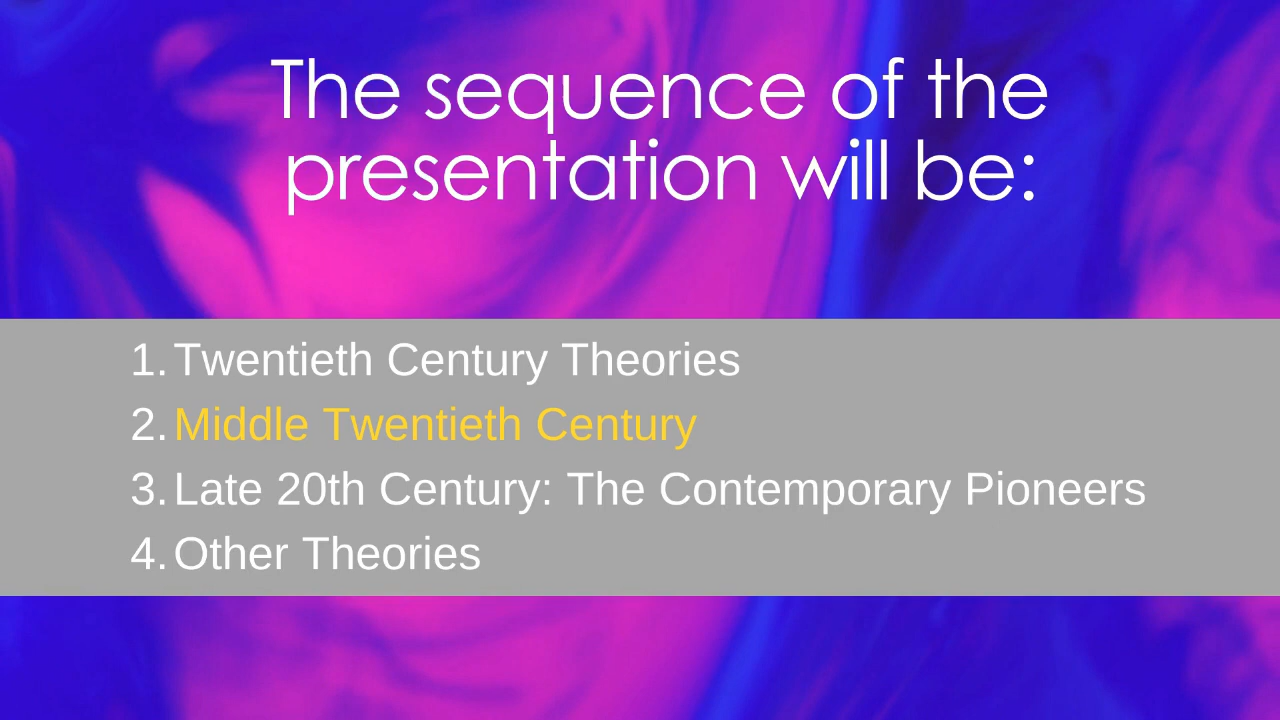 The sequence of the
presentation will be:
1. Twentieth Century Theories
2. Middle Twentieth Century
3. Late 20th Century: The Contemporary Pioneers
4. Other Theories